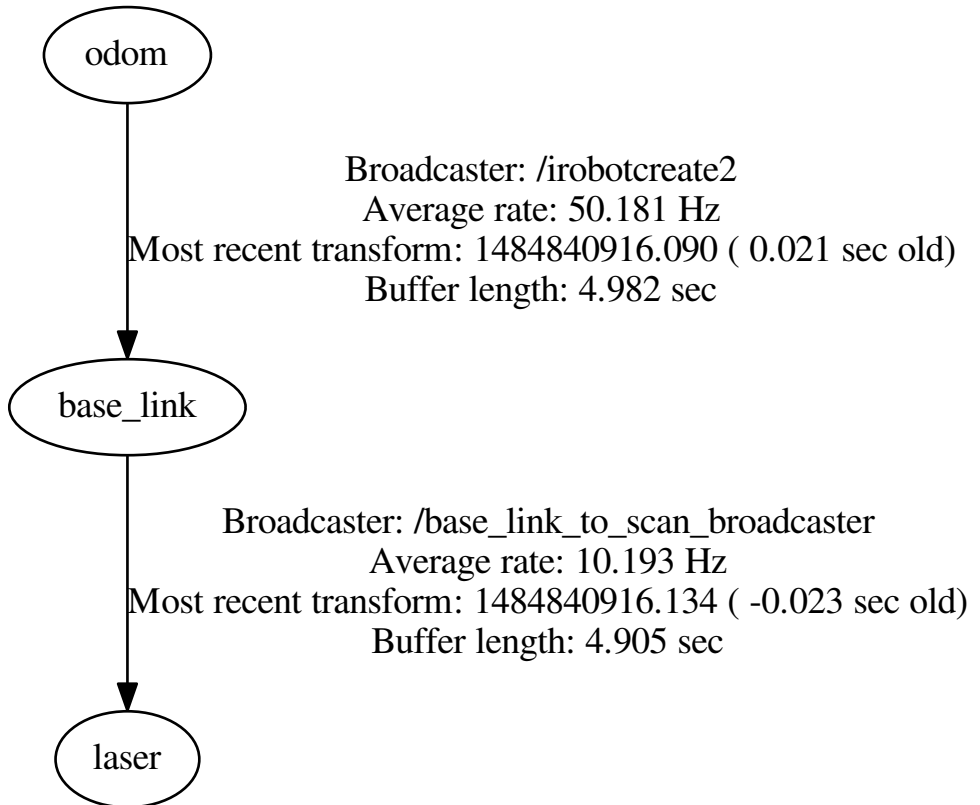 odom
Broadcaster: /irobotcreate2
Average rate: 50.181 Hz
Most recent transform: 1484840916.090 ( 0.021 sec old)
Buffer length: 4.982 sec
base_link
Broadcaster: /base_link_to_scan_broadcaster
Average rate: 10.193 Hz
Most recent transform: 1484840916.134 ( -0.023 sec old)
Buffer length: 4.905 sec
laser